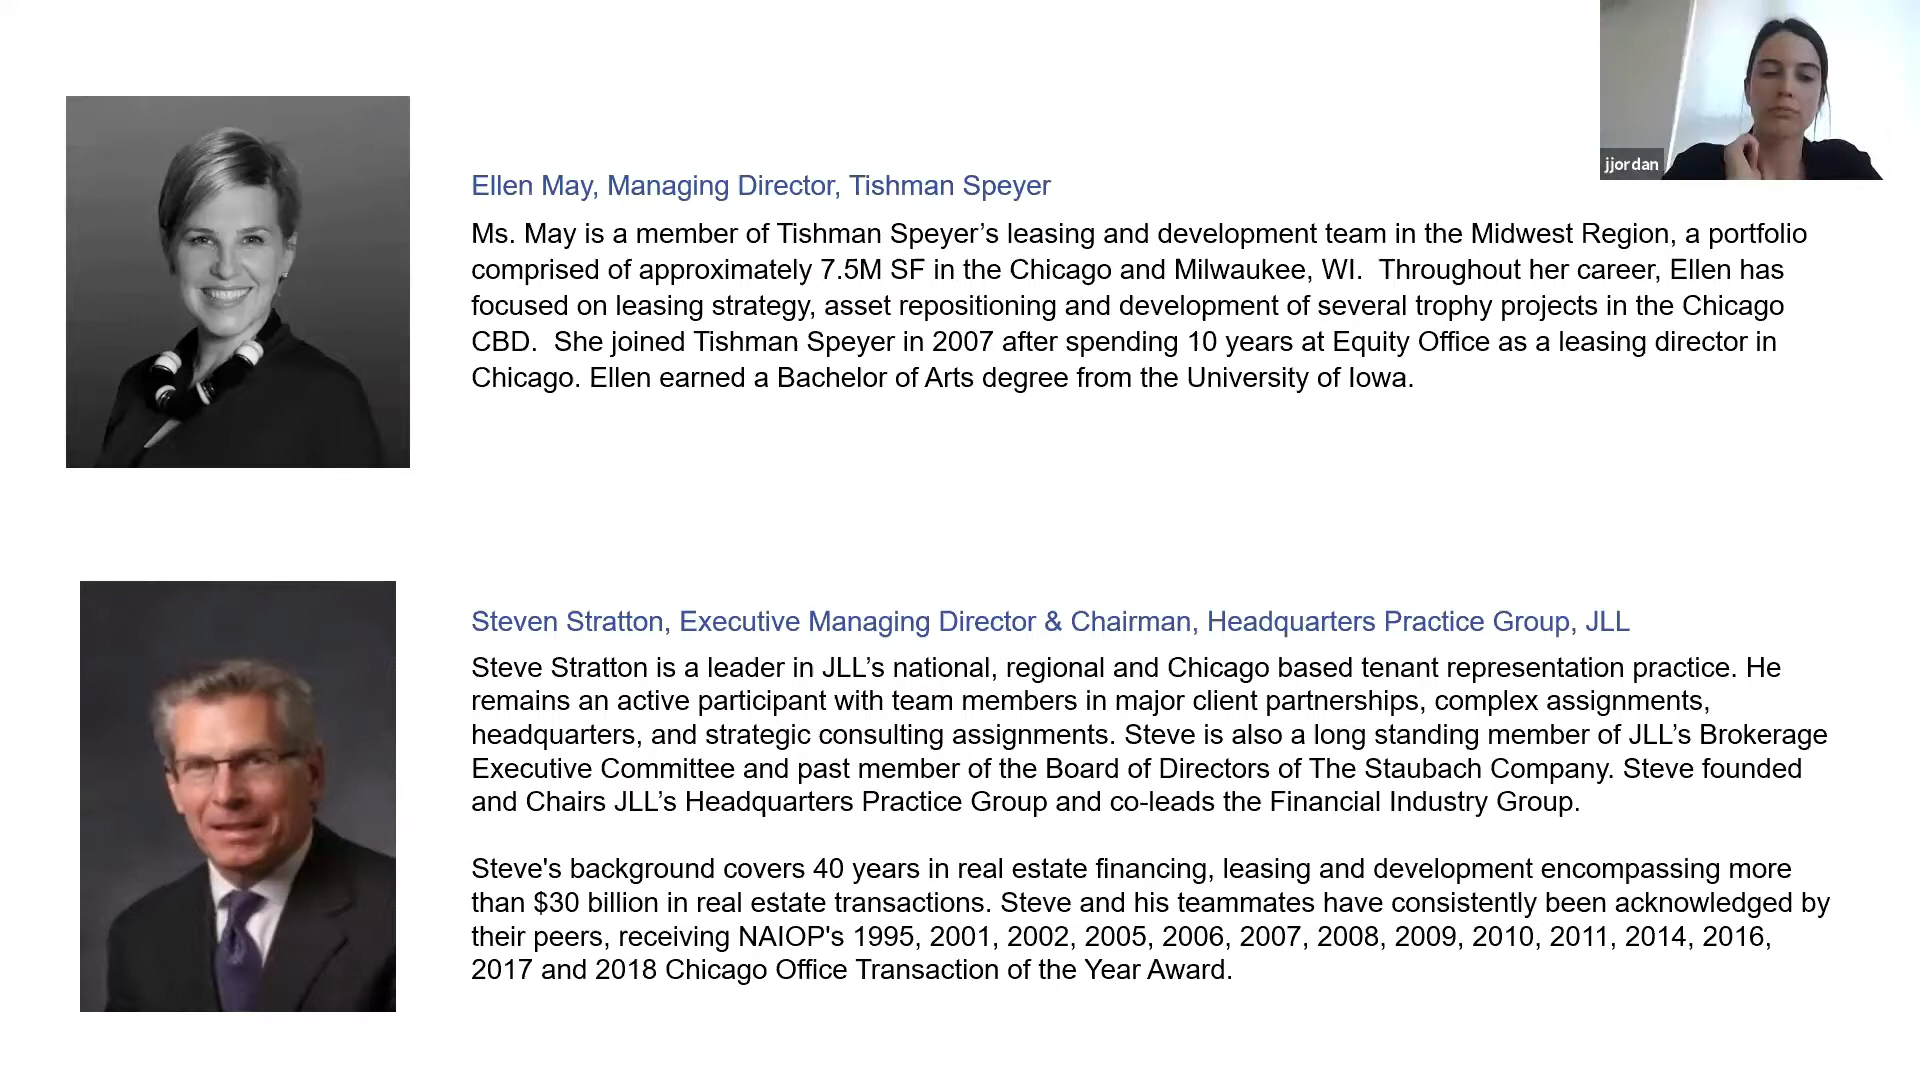 jjordan
Ellen May, Managing Director, Tishman Speyer
Ms. May is a member of Tishman Speyer’s leasing and development team in the Midwest Region, a portfolio
comprised of approximately 7.5M SF in the Chicago and Milwaukee, WI.  Throughout her career, Ellen has
focused on leasing strategy, asset repositioning and development of several trophy projects in the Chicago
CBD.  She joined Tishman Speyer in 2007 after spending 10 years at Equity Office as a leasing director in
Chicago. Ellen earned a Bachelor of Arts degree from the University of Iowa.
Steven Stratton, Executive Managing Director & Chairman, Headquarters Practice Group, JLL
Steve Stratton is a leader in JLL’s national, regional and Chicago based tenant representation practice. He
remains an active participant with team members in major client partnerships, complex assignments,
headquarters, and strategic consulting assignments. Steve is also a long standing member of JLL’s Brokerage
Executive Committee and past member of the Board of Directors of The Staubach Company. Steve founded
and Chairs JLL’s Headquarters Practice Group and co-leads the Financial Industry Group.
Steve's background covers 40 years in real estate financing, leasing and development encompassing more
than $30 billion in real estate transactions. Steve and his teammates have consistently been acknowledged by
their peers, receiving NAIOP's 1995, 2001, 2002, 2005, 2006, 2007, 2008, 2009, 2010, 2011, 2014, 2016,
2017 and 2018 Chicago Office Transaction of the Year Award.